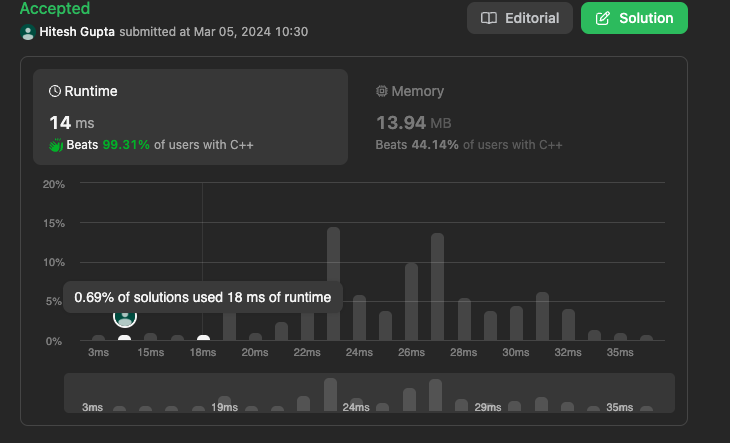 Accepted
Editorial
Solution
Hitesh Gupta submitted at Mar 05, 2024 10:30
Runtime
Memory
14 ms
13.94 MB
Beats 99.31% of users with C++
Beats 44.14% of users with C++
20%
15%
10%
5%
0%
0.69% of solutions used 18 ms of runtime
3ms 15ms 18ms 20ms 22ms 24ms 26ms 28ms 30ms 32ms 35ms
3ms 19ms 24ms 29ms 35ms